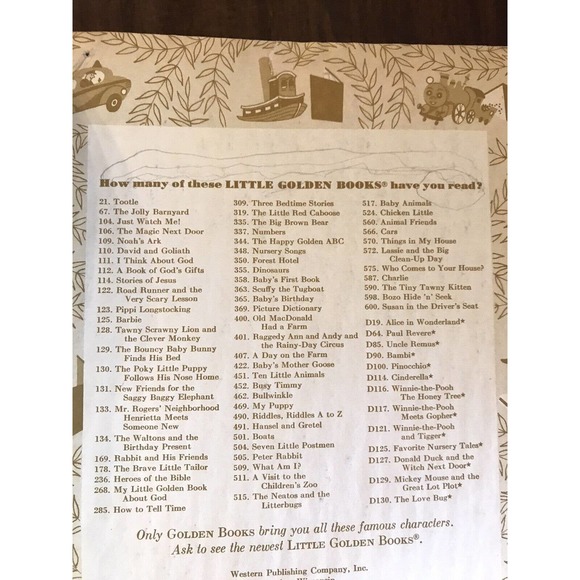 How many of these LITTLE GOLDEN BOOKS® have you read?
21. Tootle
67. The Jolly Barnyard
104. Just Watch Me!
106. The Magic Next Door
109. Noah's Ark
110. David and Goliath
111. I Think About God
112. A Book of God's Gifts
114. Stories of Jesus
122. Road Runner and the
Very Scary Lesson
123. Pippi Longstocking
125. Barbie
128. Tawny Scrawny Lion and
the Clever Monkey
129. The Bouncy Baby Bunny
Finds His Bed
130. The Poky Little Puppy
Follows His Nose Home
131. New Friends for the
Saggy Baggy Elephant
133. Mr. Rogers' Neighborhood
Henrietta Meets
Someone New
134. The Waltons and the
Birthday Present
169. Rabbit and His Friends
178. The Brave Little Tailor
236. Heroes of the Bible
268. My Little Golden Book
About God
285. How to Tell Time
309. Three Bedtime Stories
319. The Little Red Caboose
335. The Big Brown Bear
337. Numbers
344. The Happy Golden ABC
348. Nursery Songs
350. Forest Hotel
355. Dinosaurs
358. Baby's First Book
363. Scuffy the Tugboat
365. Baby's Birthday
369. Picture Dictionary
400. Old MacDonald
Had a Farm
401. Raggedy Ann and Andy and
the Rainy-Day Circus
407. A Day on the Farm
422. Baby's Mother Goose
451. Ten Little Animals
452. Busy Timmy
462. Bullwinkle
469. My Puppy
490. Riddles, Riddles A to Z
491. Hansel and Gretel
501. Boats
504. Seven Little Postmen
505. Peter Rabbit
509. What Am I?
511. A Visit to the
Children's Zoo
515. The Neatos and the
Litterbugs
517. Baby Animals
524. Chicken Little
560. Animal Friends
566. Cars
570. Things in My House
572. Lassie and the Big
Clean-Up Day
575. Who Comes to Your House?
587. Charlie
590. The Tiny Tawny Kitten
598. Bozo Hide 'n' Seek
600. Susan in the Driver's Seat
D19. Alice in Wonderland*
D64. Paul Revere*
D85. Uncle Remus*
D90. Bambi*
D100. Pinocchio*
D114. Cinderella*
D116. Winnie-the-Pooh
The Honey Tree*
D117. Winnie-the-Pooh
Meets Gopher*
D121. Winnie-the-Pooh
and Tigger*
D125. Favorite Nursery Tales*
D127. Donald Duck and the
Witch Next Door*
D129. Mickey Mouse and the
Great Lot Plot*
D130. The Love Bug*
Only GOLDEN BOOKS bring you all these famous characters.
Ask to see the newest LITTLE GOLDEN BOOKS®.
Western Publishing Company, Inc.